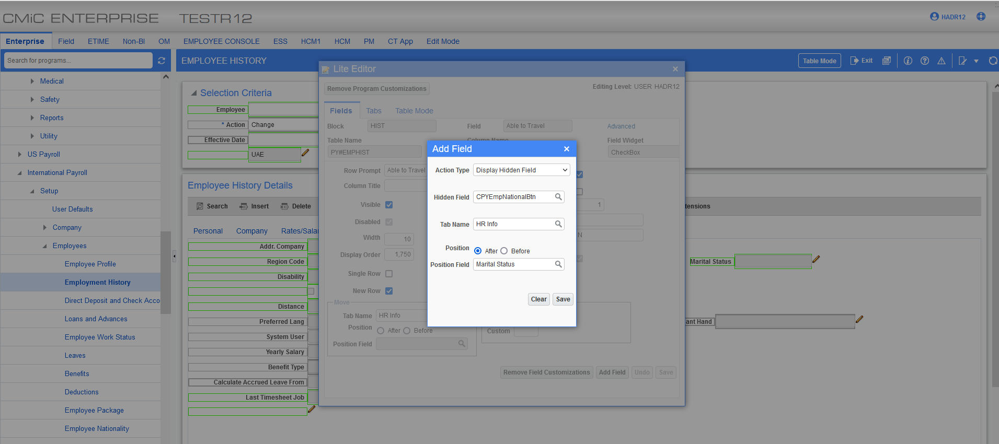 CMiC ENTERPRISE TESTR12
HADR12
Enterprise Field ETIME Non-BI OM EMPLOYEE CONSOLE ESS HCM1 HCM PM CT App Edit Mode
Search for programs...
EMPLOYEE HISTORY
Table Mode Exit
Medical
Safety
Reports
Utility
US Payroll
International Payroll
Setup
User Defaults
Company
Employees
Employee Profile
Employment History
Direct Deposit and Check Acco
Loans and Advances
Employee Work Status
Leaves
Benefits
Deductions
Employee Package
Employee Nationality
Selection Criteria
Employee
* Action Change
Effective Date
UAE
Employee History Details
Search Insert Delete
tensions
Personal Company Rates/Salar
Addr. Company
Region Code
Disability
Distance
Preferred Lang
System User
Yearly Salary
Benefit Type
Calculate Accrued Leave From
Last Timesheet Job
Marital Status
ant Hand
Lite Editor
Remove Program Customizations
Editing Level: USER HADR12
Fields Tabs Table Mode
Block HIST Field Able to Travel Advanced
Table Name Column Name Field Widget
PY#EMPHIST CheckBox
Row Prompt Able to Travel
Column Title
Visible 1
Disabled
N
Width 10
Display Order 1,750
Single Row
New Row
Move
Tab Name HR Info
Position After Before
Custom
Position Field
Remove Field Customizations Add Field Undo Save
Add Field
Action Type Display Hidden Field
Hidden Field CPYEmpNationalBtn
Tab Name HR Info
Position After Before
Position Field Marital Status
Clear Save